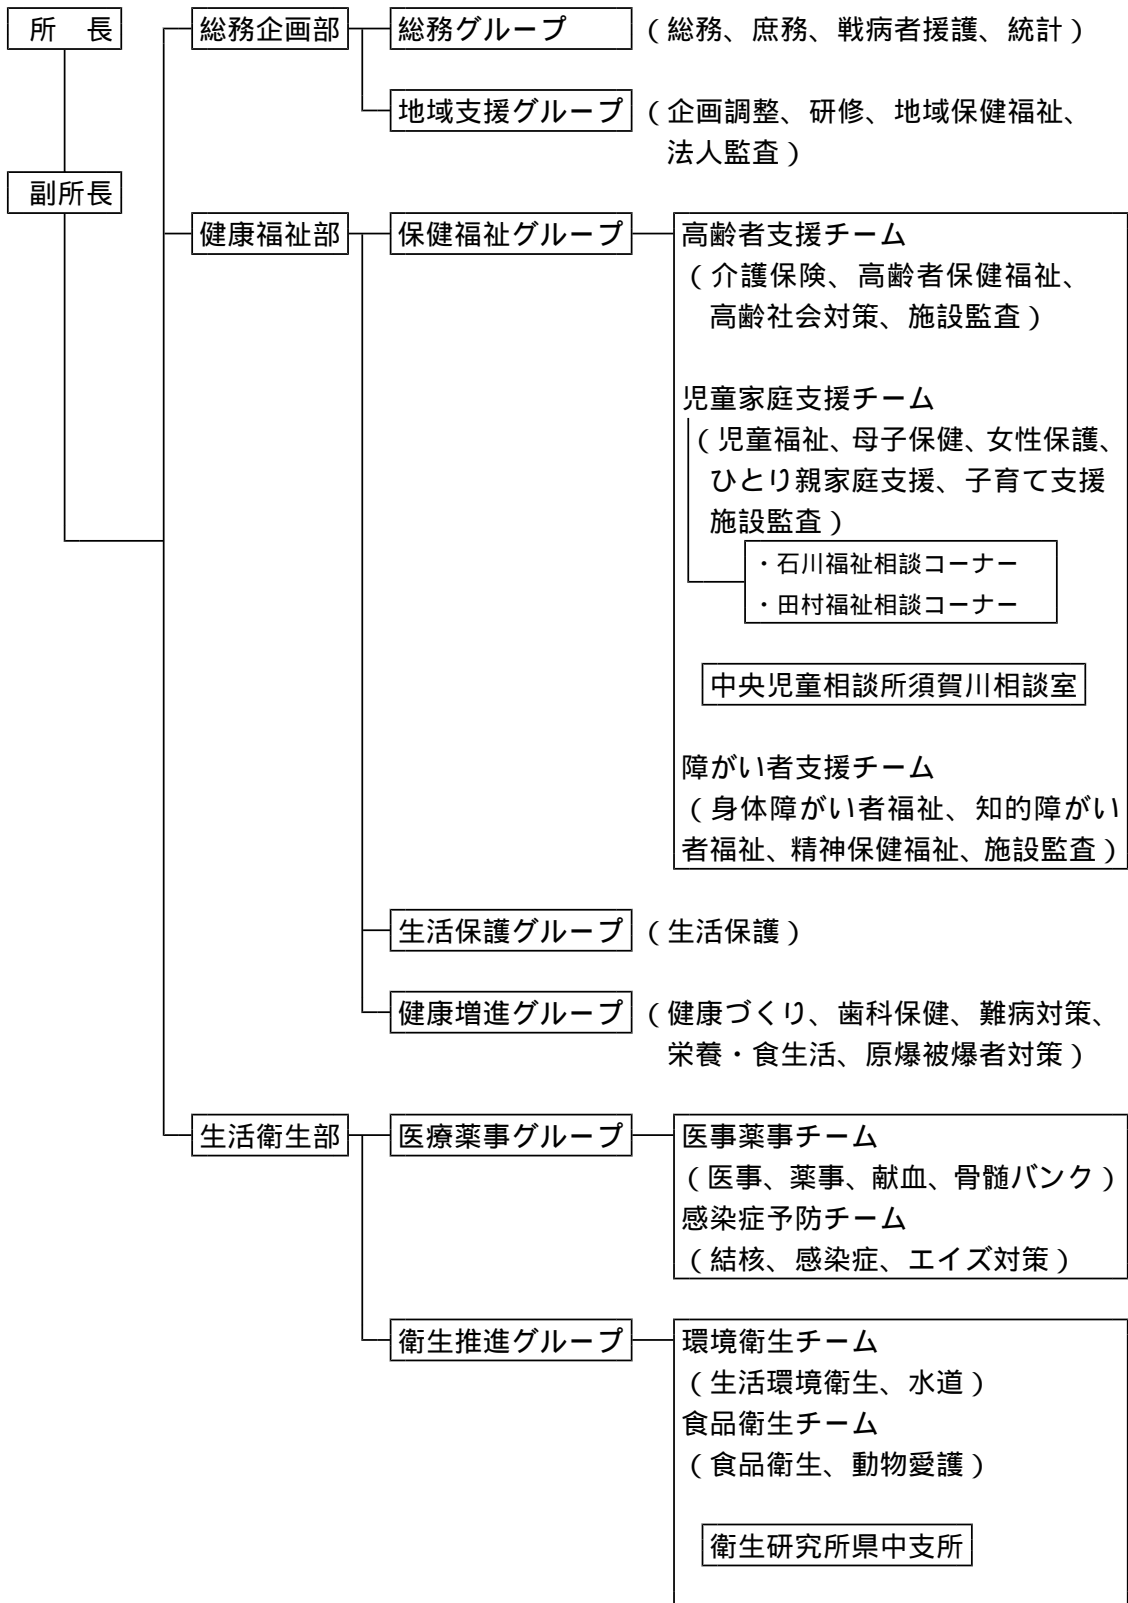 所　長
総務企画部
総務グループ
（総務、庶務、戦病者援護、統計）
地域支援グループ
（企画調整、研修、地域保健福祉、
法人監査）
副所長
健康福祉部
保健福祉グループ
高齢者支援チーム
（介護保険、高齢者保健福祉、
高齢社会対策、施設監査）
児童家庭支援チーム
（児童福祉、母子保健、女性保護、
ひとり親家庭支援、子育て支援
施設監査）
・石川福祉相談コーナー
・田村福祉相談コーナー
中央児童相談所須賀川相談室
障がい者支援チーム
（身体障がい者福祉、知的障がい
者福祉、精神保健福祉、施設監査）
生活保護グループ
（生活保護）
健康増進グループ
（健康づくり、歯科保健、難病対策、
栄養・食生活、原爆被爆者対策）
生活衛生部
医療薬事グループ
医事薬事チーム
（医事、薬事、献血、骨髄バンク）
感染症予防チーム
（結核、感染症、エイズ対策）
衛生推進グループ
環境衛生チーム
（生活環境衛生、水道）
食品衛生チーム
（食品衛生、動物愛護）
衛生研究所県中支所